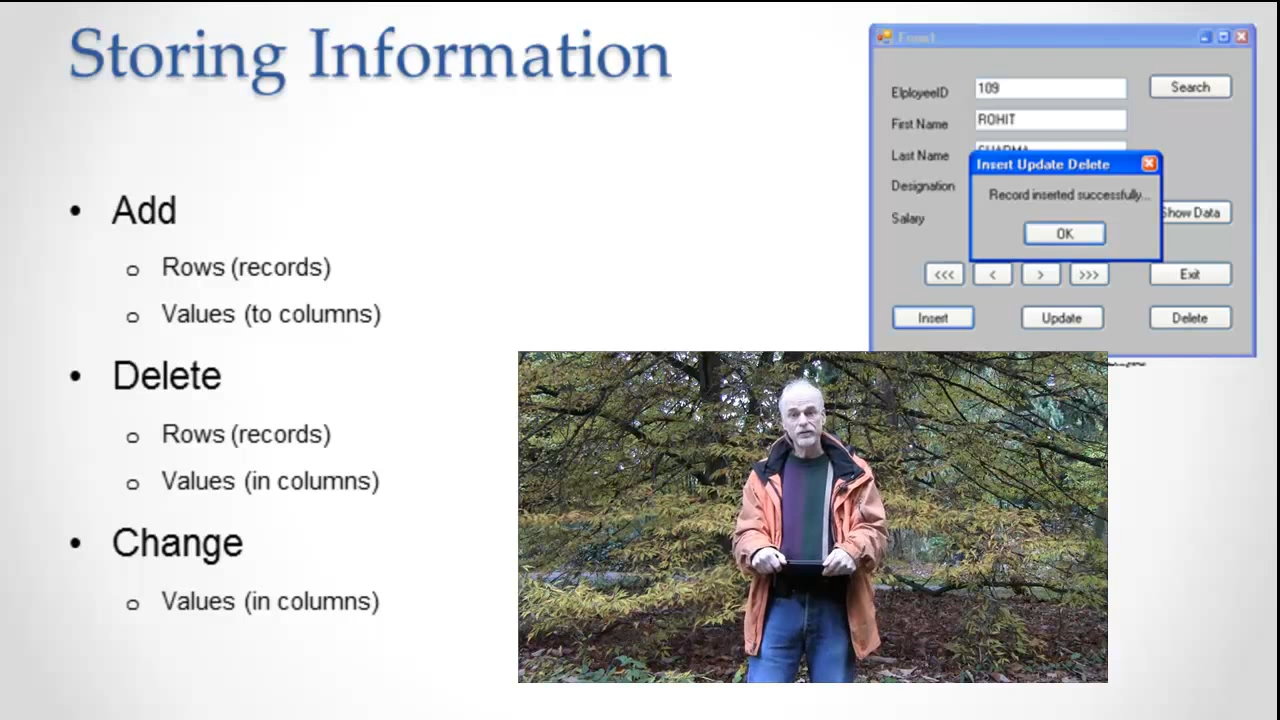 Storing Information
• Add
o Rows (records)
o Values (to columns)
• Delete
o Rows (records)
o Values (in columns)
• Change
o Values (in columns)
Form1
ElployeeID
109
Search
First Name
ROHIT
Last Name
SHARMA
Insert Update Delete
Designation
Record inserted successfully...
Salary
OK
Show Data
<<<
<
>
>>>
Exit
Insert
Update
Delete